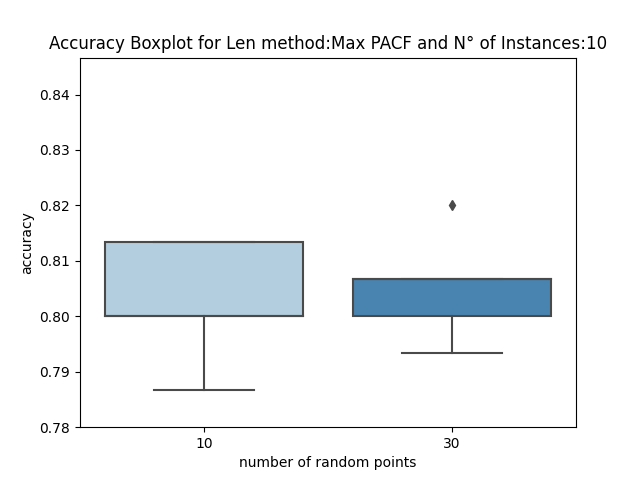 Accuracy Boxplot for Len method:Max PACF and N° of Instances:10
0.84
0.83
0.82
0.81
0.80
0.79
0.78
accuracy
10 30
number of random points